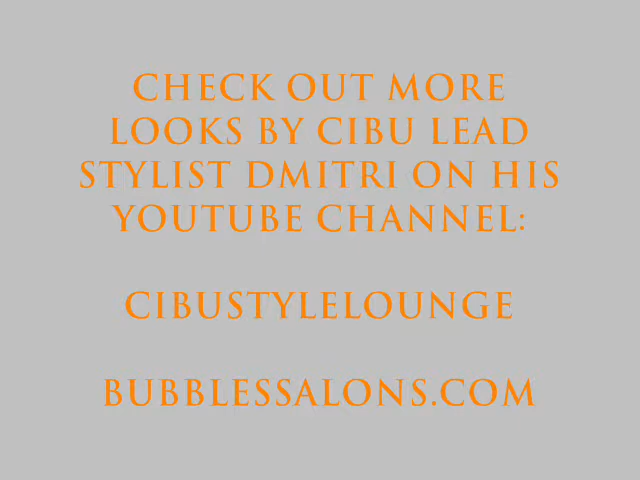 CHECK OUT MORE
LOOKS BY CIBU LEAD
STYLIST DMITRI ON HIS
YOUTUBE CHANNEL:
CIBUSTYLELOUNGE
BUBBLESSALONS.COM